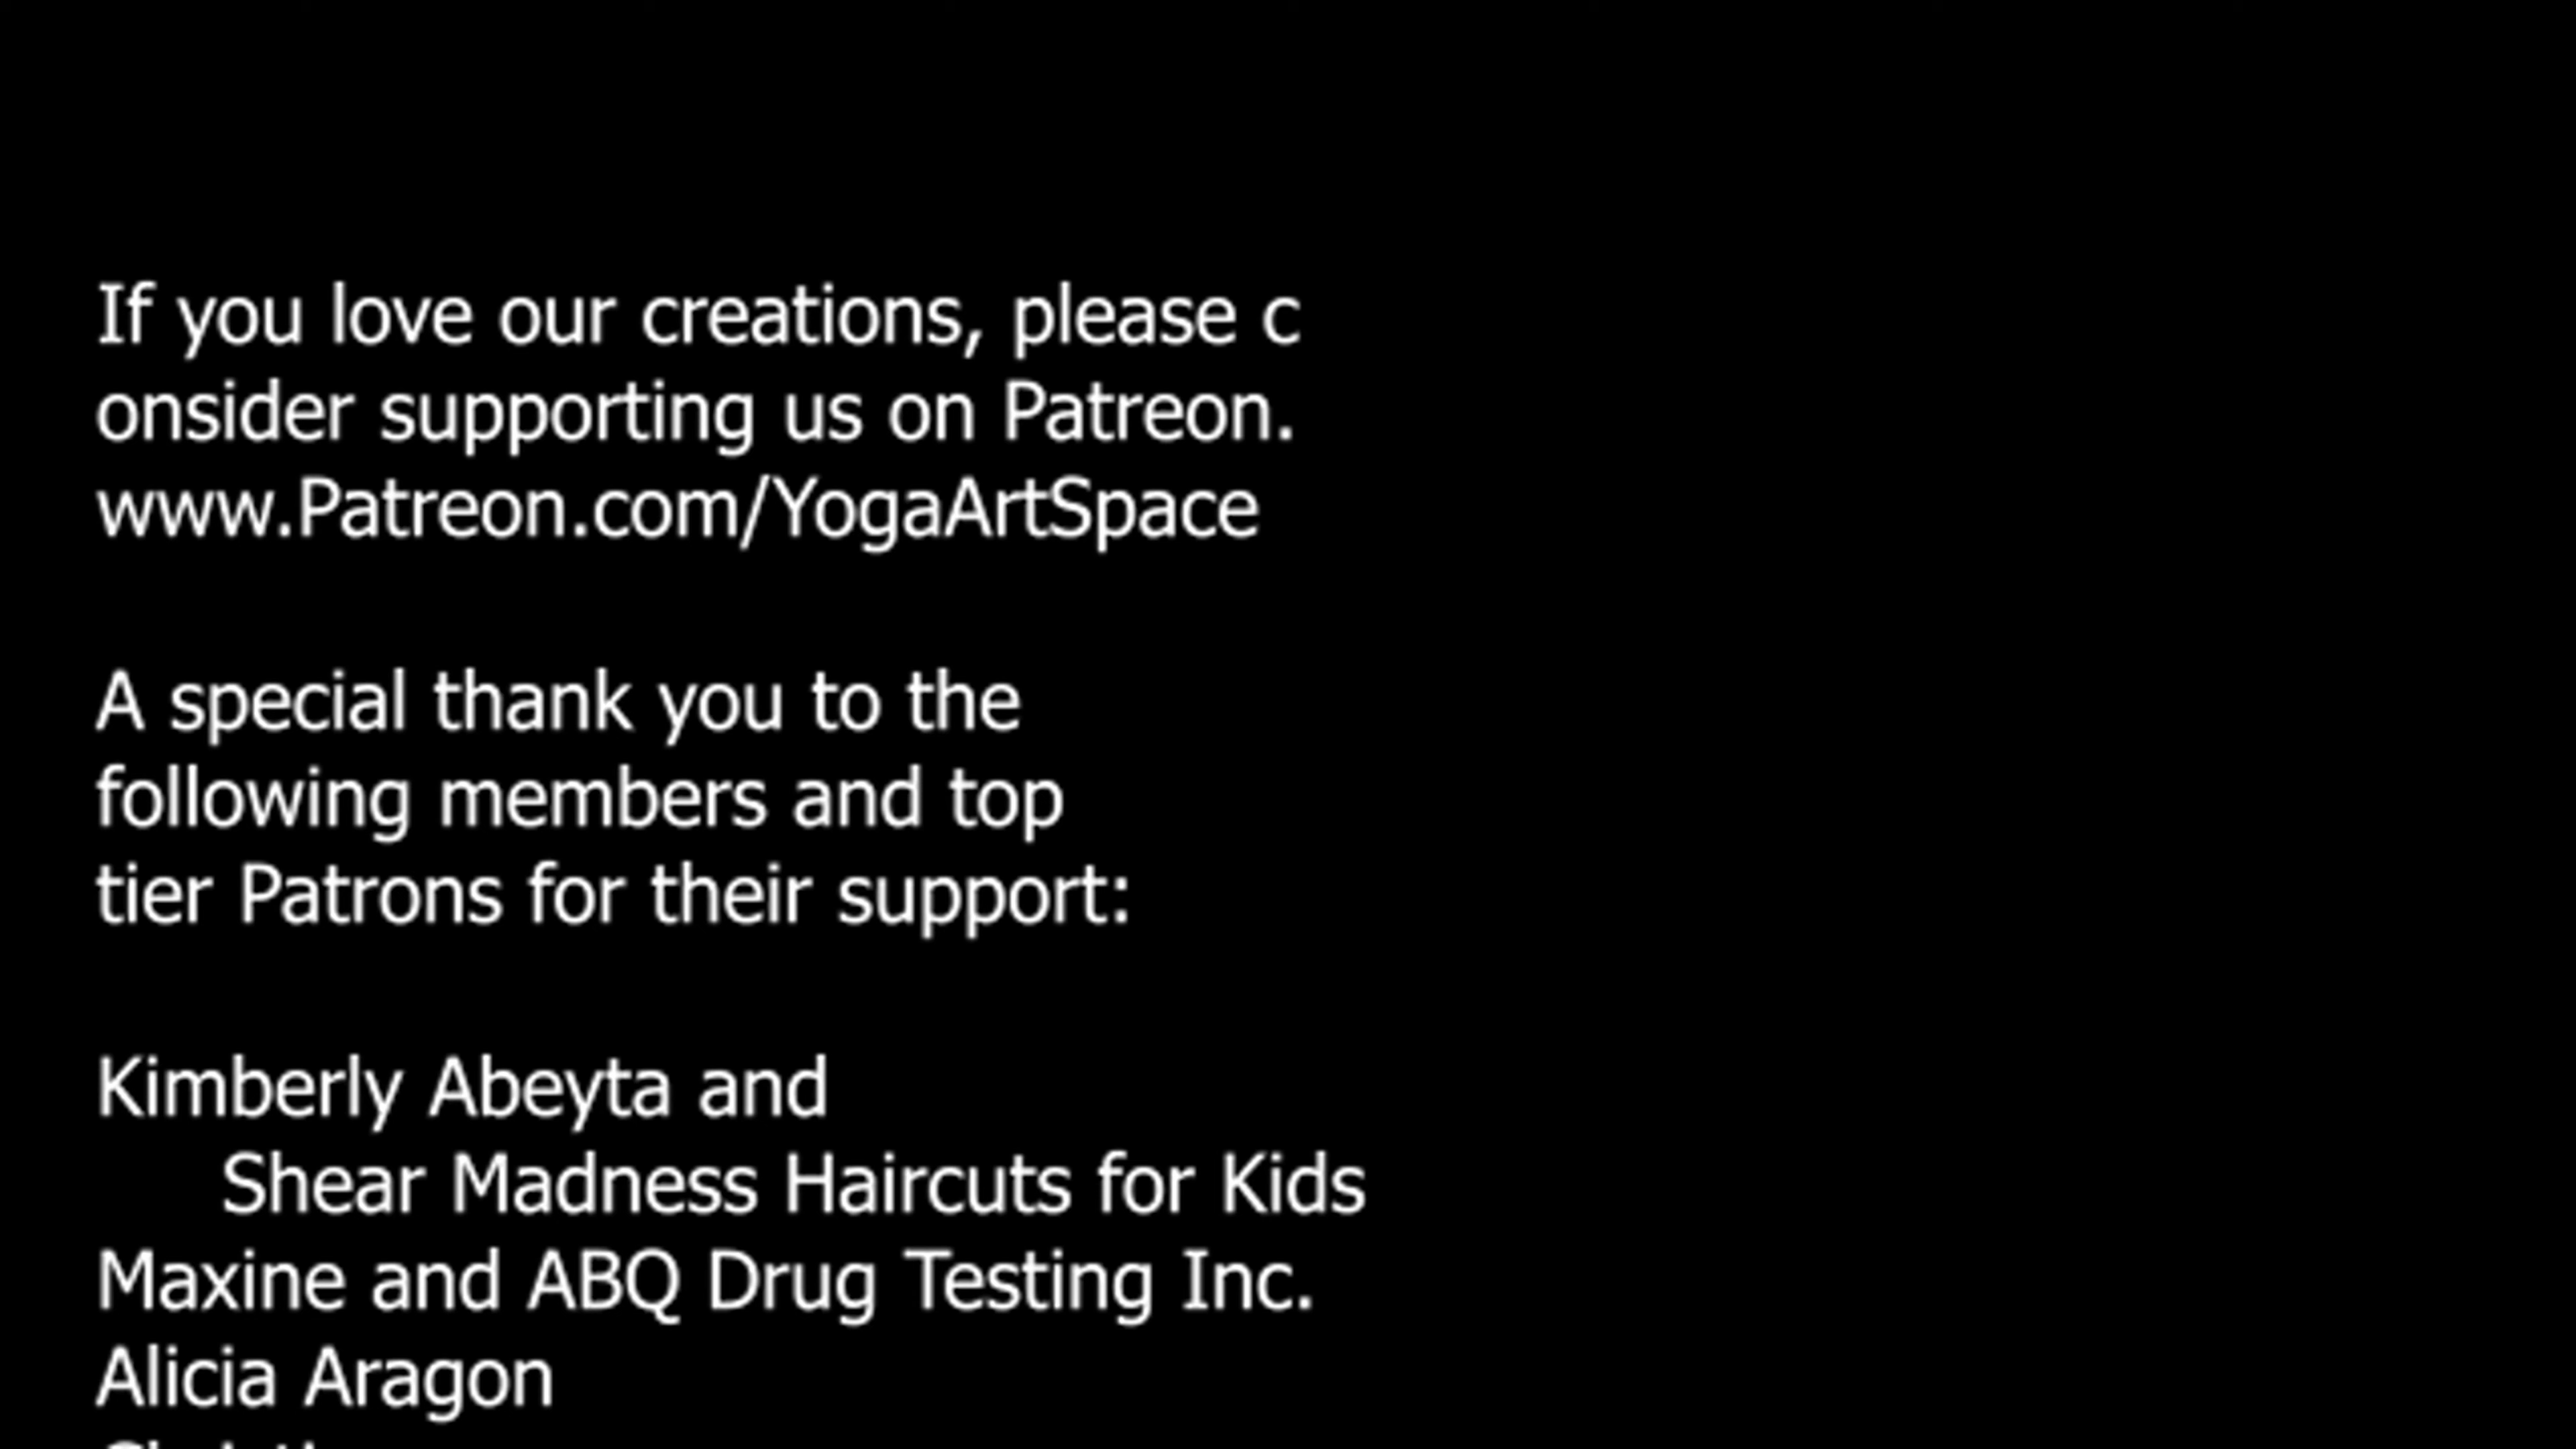 If you love our creations, please c
onsider supporting us on Patreon.
www.Patreon.com/YogaArtSpace
A special thank you to the
following members and top
tier Patrons for their support:
Kimberly Abeyta and
Shear Madness Haircuts for Kids
Maxine and ABQ Drug Testing Inc.
Alicia Aragon